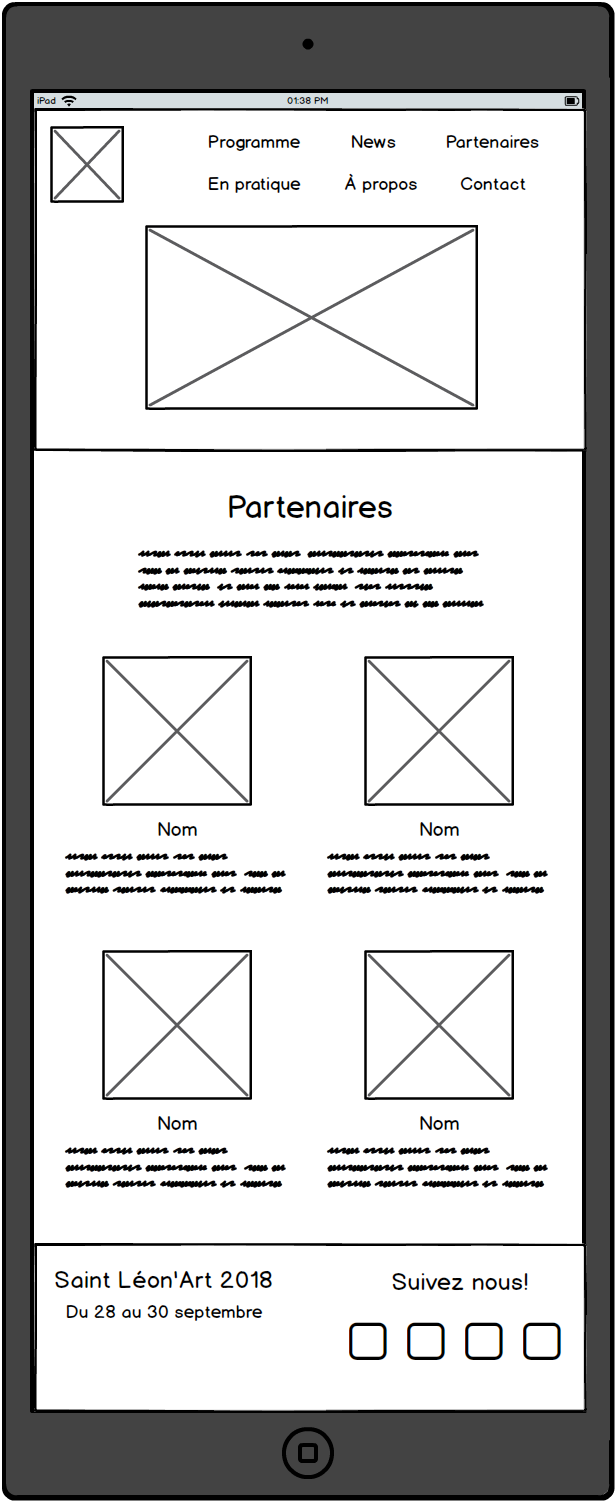 iPad
01:38 PM
Programme News Partenaires
En pratique À propos Contact
Partenaires
Nom Nom
Nom Nom
Saint Léon'Art 2018
Du 28 au 30 septembre
Suivez nous!